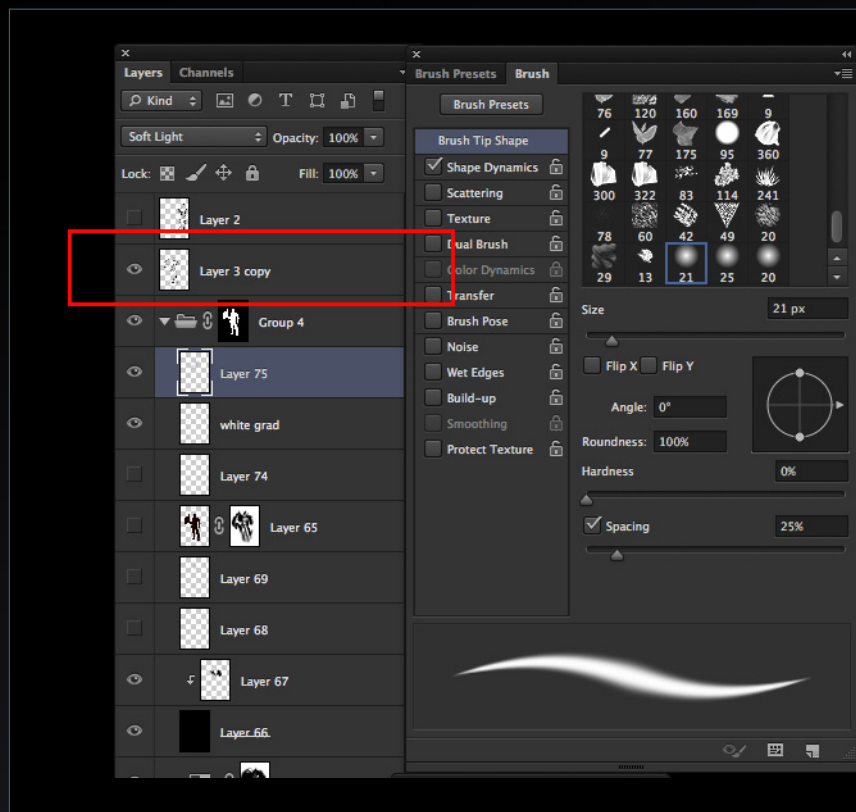 Layers Channels
Kind
Soft Light Opacity: 100%
Lock: Fill: 100%
Layer 2
Layer 3 copy
Group 4
Layer 75
white grad
Layer 74
Layer 65
Layer 69
Layer 68
Layer 67
Layer 66
Brush Presets Brush
Brush Presets
Brush Tip Shape
Shape Dynamics
Scattering
Texture
Dual Brush
Color Dynamics
Transfer
Brush Pose
Noise
Wet Edges
Build-up
Smoothing
Protect Texture
76 120 160 169 9
9 77 175 95 360
300 322 83 114 241
78 60 42 49 20
29 13 21 25 20
Size 21 px
Flip X Flip Y
Angle: 0°
Roundness: 100%
Hardness 0%
Spacing 25%